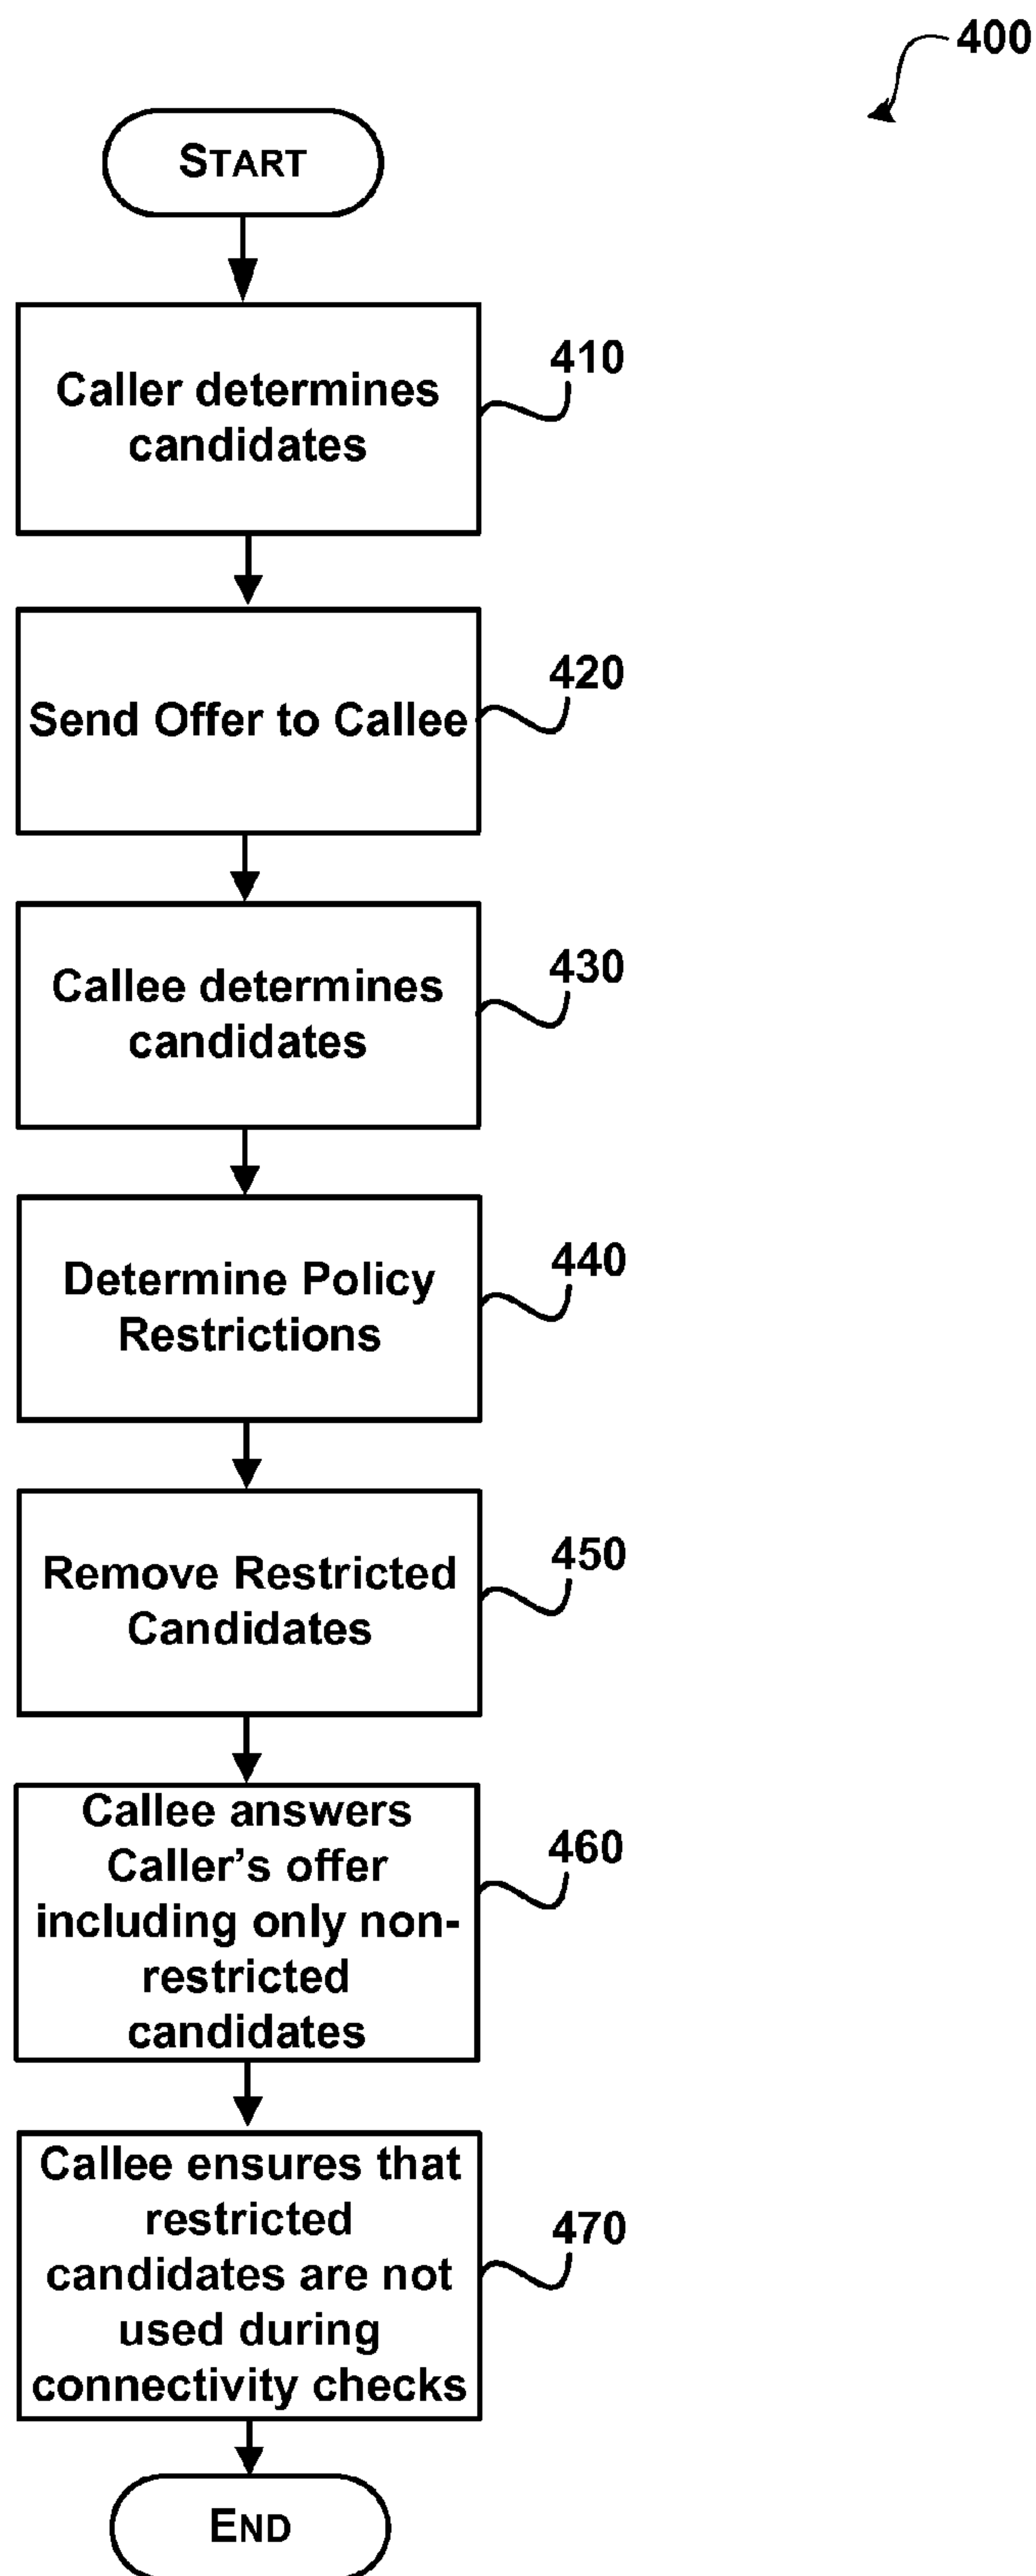 400
START
Caller determines
candidates
410
Send Offer to Callee
420
Callee determines
candidates
430
Determine Policy
Restrictions
440
Remove Restricted
Candidates
450
Callee answers
Caller's offer
including only non-
restricted
candidates
460
Callee ensures that
restricted
candidates are not
used during
connectivity checks
470
END